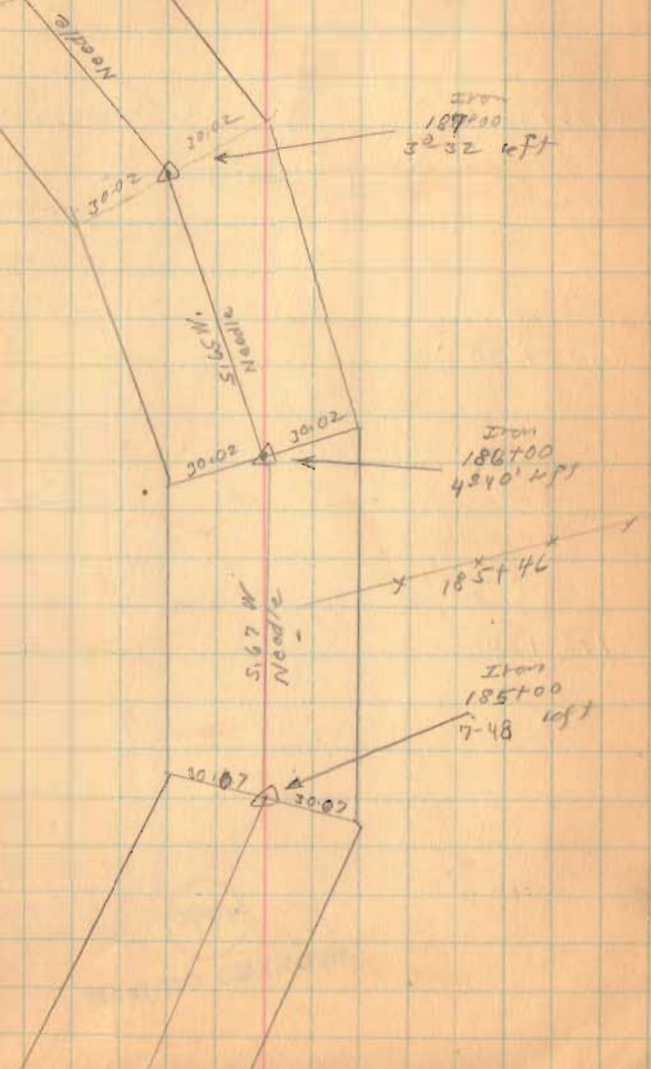 Needle
Iron
187+00
3°-32 left
30.02
30.02
Needle
S.65 W.
30.02
30.02
Iron
186+00
4°40' left
185+46
S.67 W
Needle
Iron
185+00
7-48 left
30.07
30.07